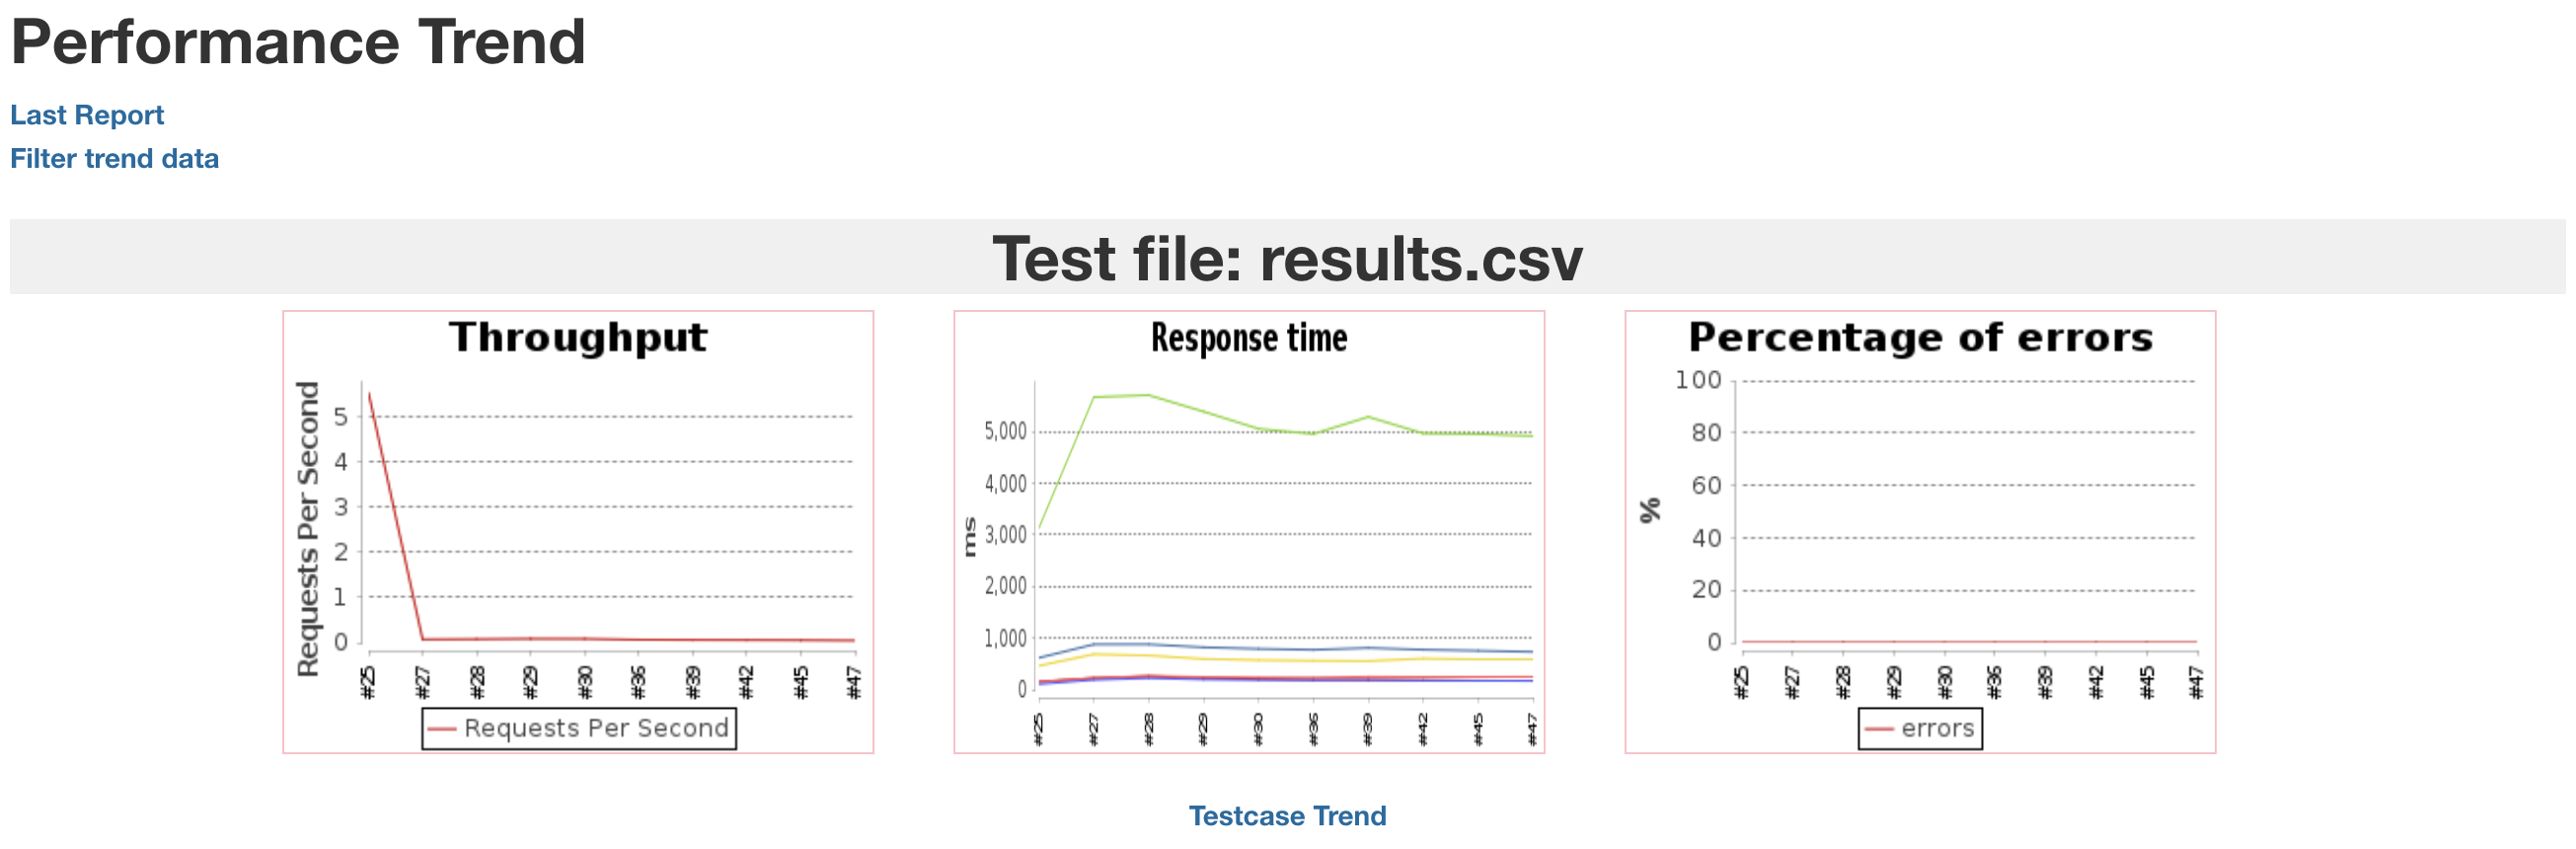 Performance Trend
Last Report
Filter trend data
Test file: results.csv
Throughput
Requests Per Second
5
4
3
2
1
0
#25 #27 #28 #29 #30 #36 #39 #42 #45 #47
Requests Per Second
Response time
ms
5,000
4,000
3,000
2,000
1,000
0
#25 #27 #28 #29 #30 #36 #39 #42 #45 #47
Percentage of errors
%
100
80
60
40
20
0
#25 #27 #28 #29 #30 #36 #39 #42 #45 #47
errors
Testcase Trend